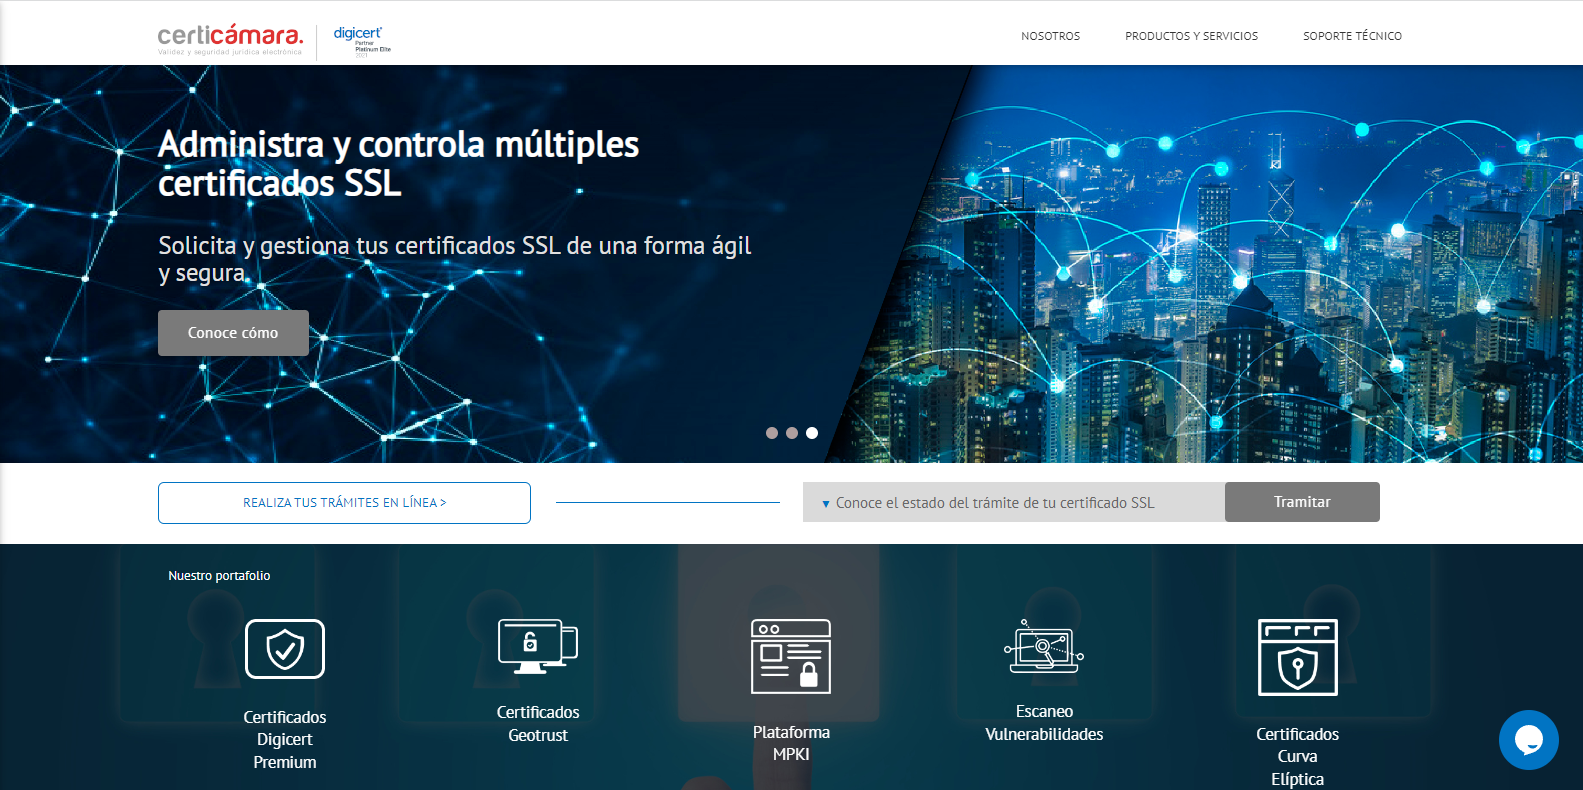 certicámara.
Validez y seguridad jurídica electrónica
digicert®
Partner
Platinum Elite
2021
NOSOTROS
PRODUCTOS Y SERVICIOS
SOPORTE TÉCNICO
Administra y controla múltiples
certificados SSL
Solicita y gestiona tus certificados SSL de una forma ágil
y segura.
Conoce cómo
REALIZA TUS TRÁMITES EN LÍNEA >
▼ Conoce el estado del trámite de tu certificado SSL
Tramitar
Nuestro portafolio
Certificados
Digicert
Premium
Certificados
Geotrust
Plataforma
MPKI
Escaneo
Vulnerabilidades
Certificados
Curva
Elíptica